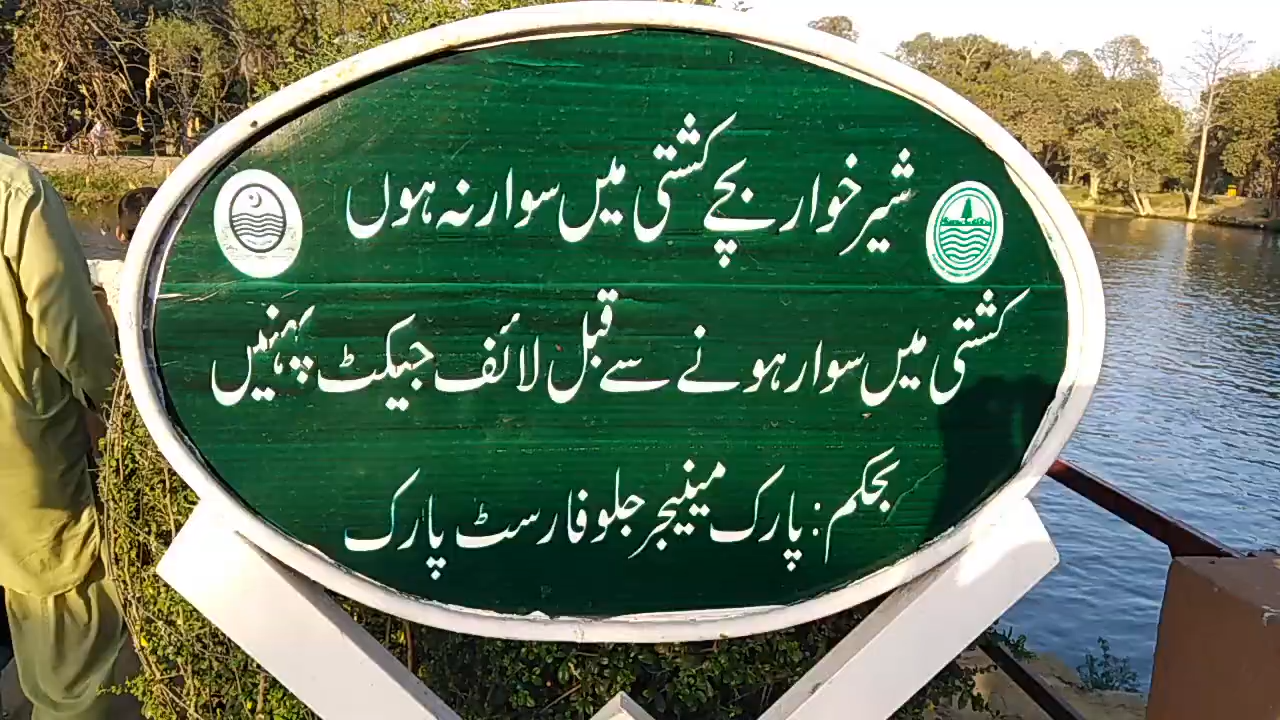 شیر خوار بچے کشتی میں سوار نہ ہوں
کشتی میں سوار ہونے سے قبل لائف جیکٹ پہنیں
بحکم : پارک مینیجر جلو فارسٹ پارک